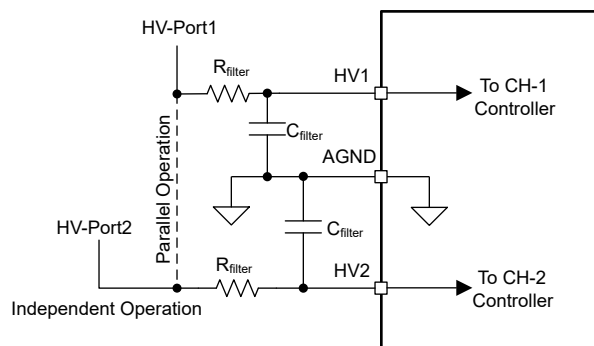 HV-Port1
Rfilter
HV1
To CH-1
Controller
Cfilter
AGND
Parallel Operation
HV-Port2
Cfilter
Rfilter
HV2
To CH-2
Controller
Independent Operation